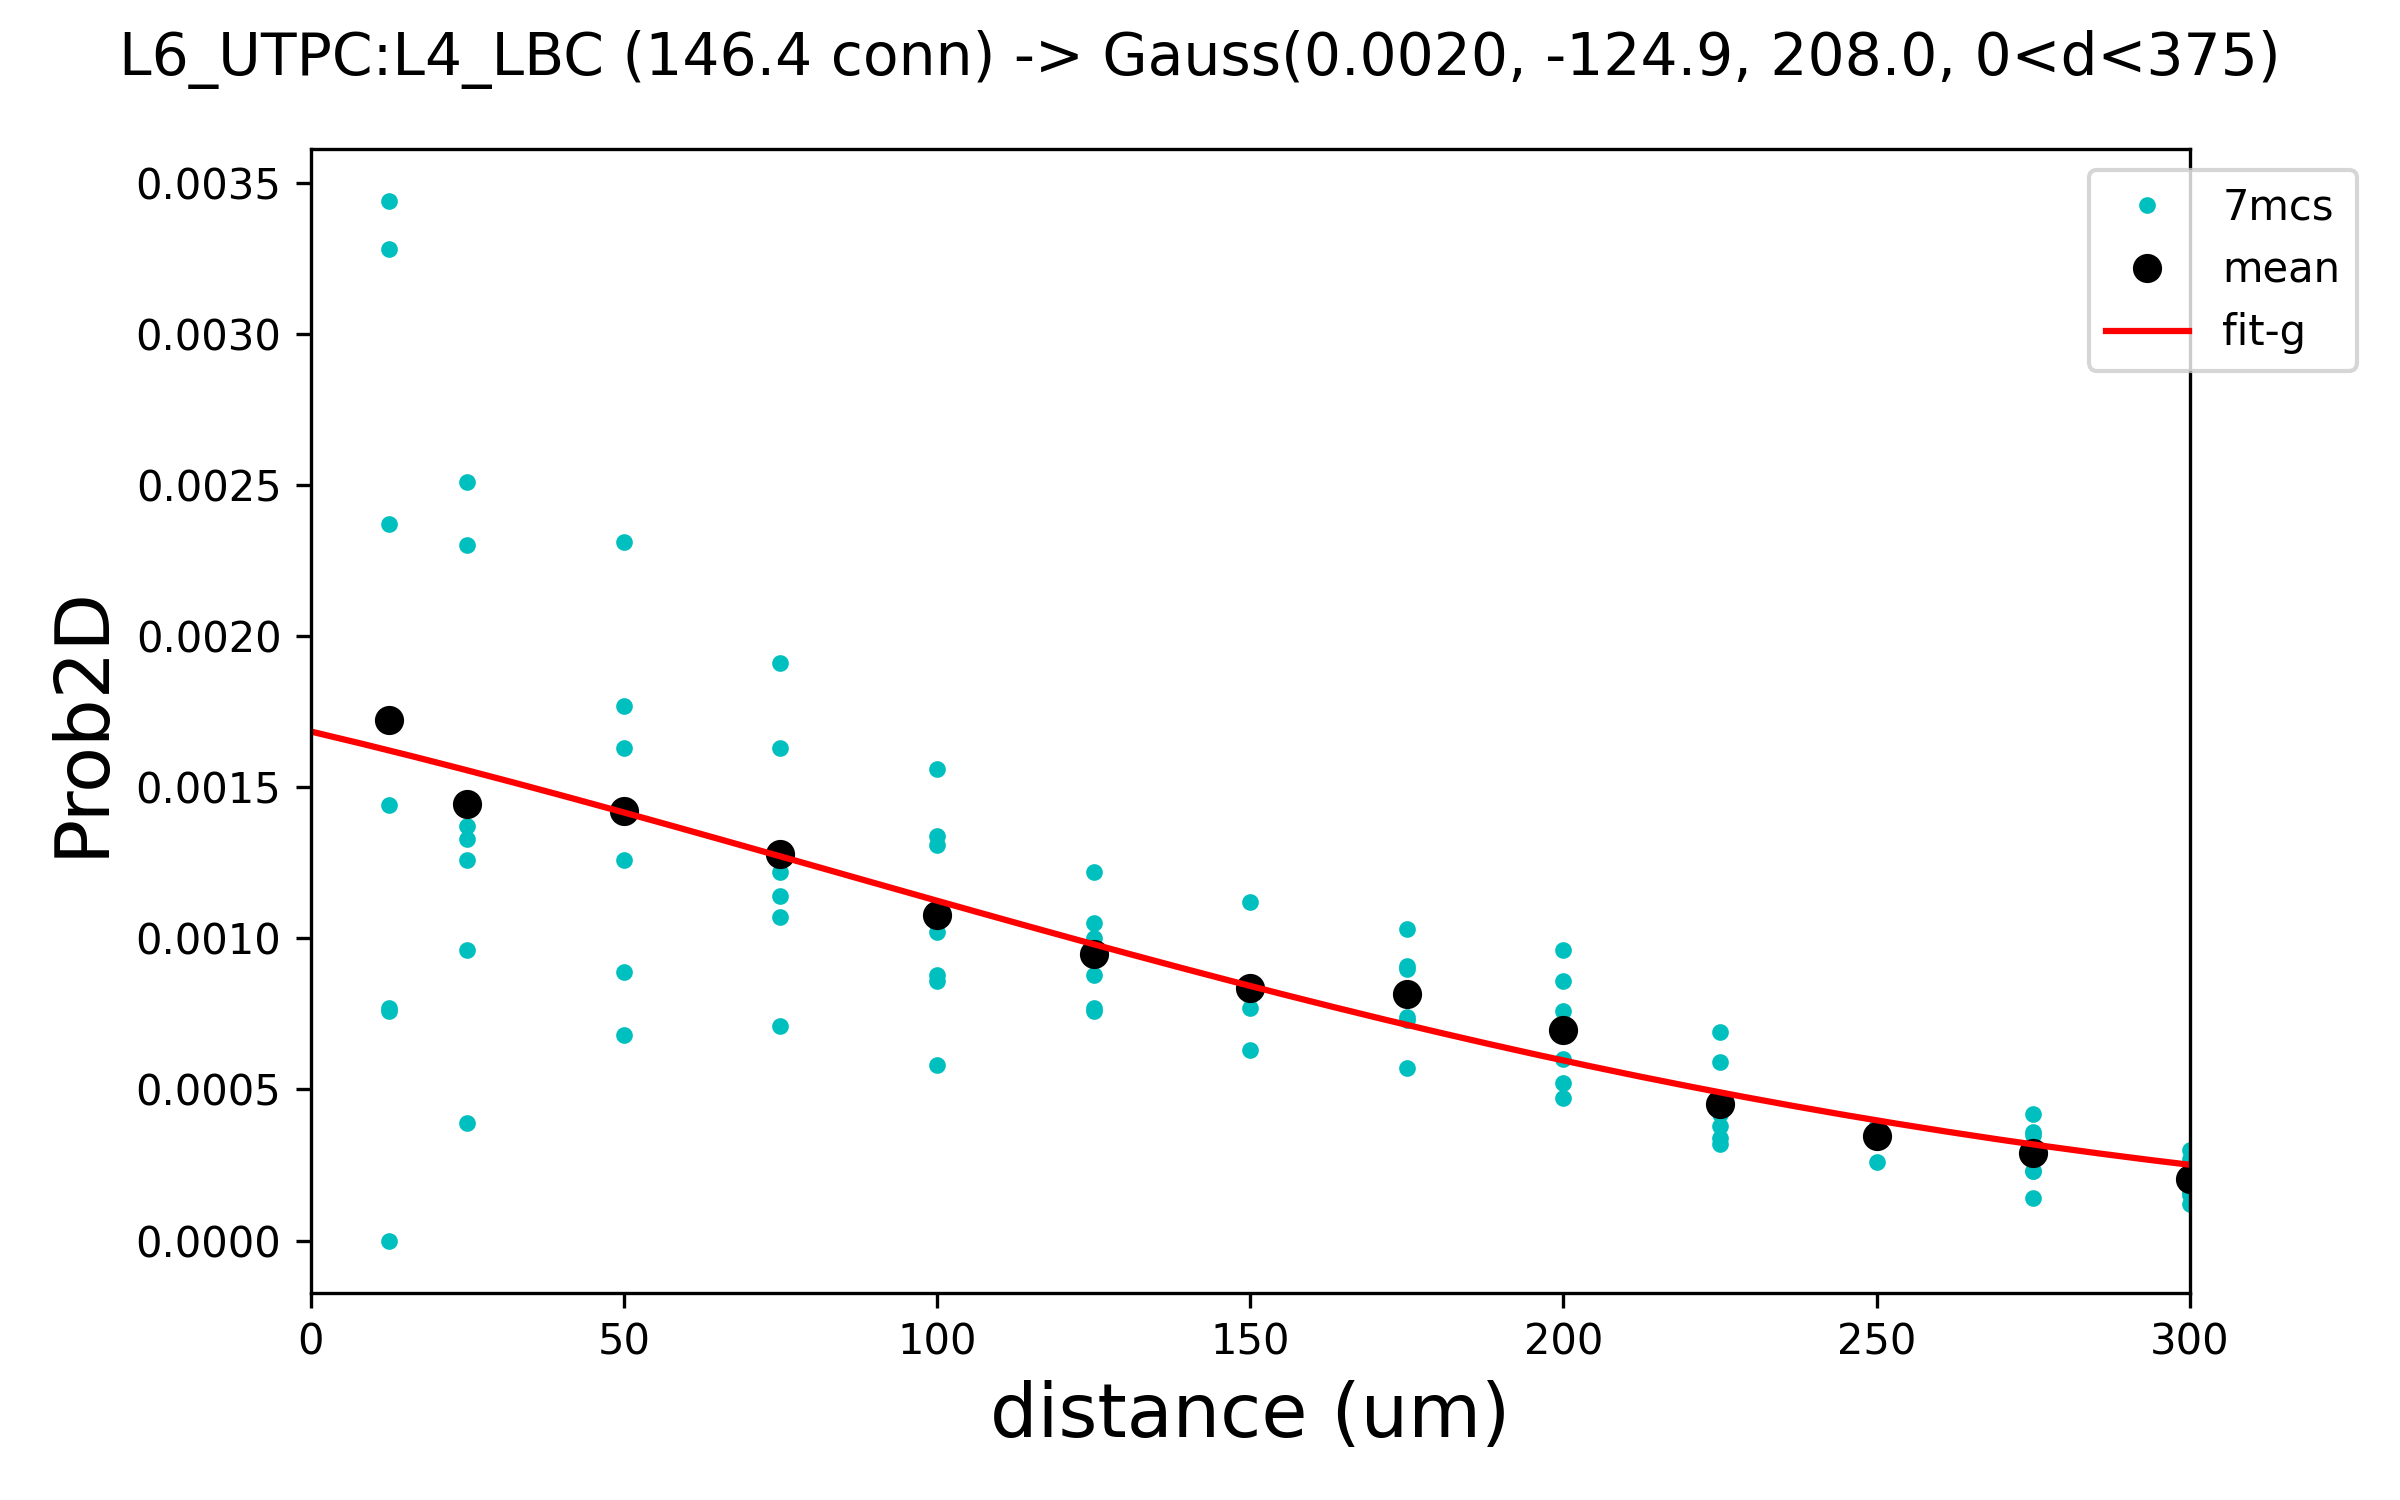 L6_UTPC:L4_LBC (146.4 conn) -> Gauss(0.0020, -124.9, 208.0, 0<d<375)
0.0035
0.0030
0.0025
0.0020
0.0015
0.0010
0.0005
0.0000
Prob2D
7mcs
mean
fit-g
0 50 100 150 200 250 300
distance (um)